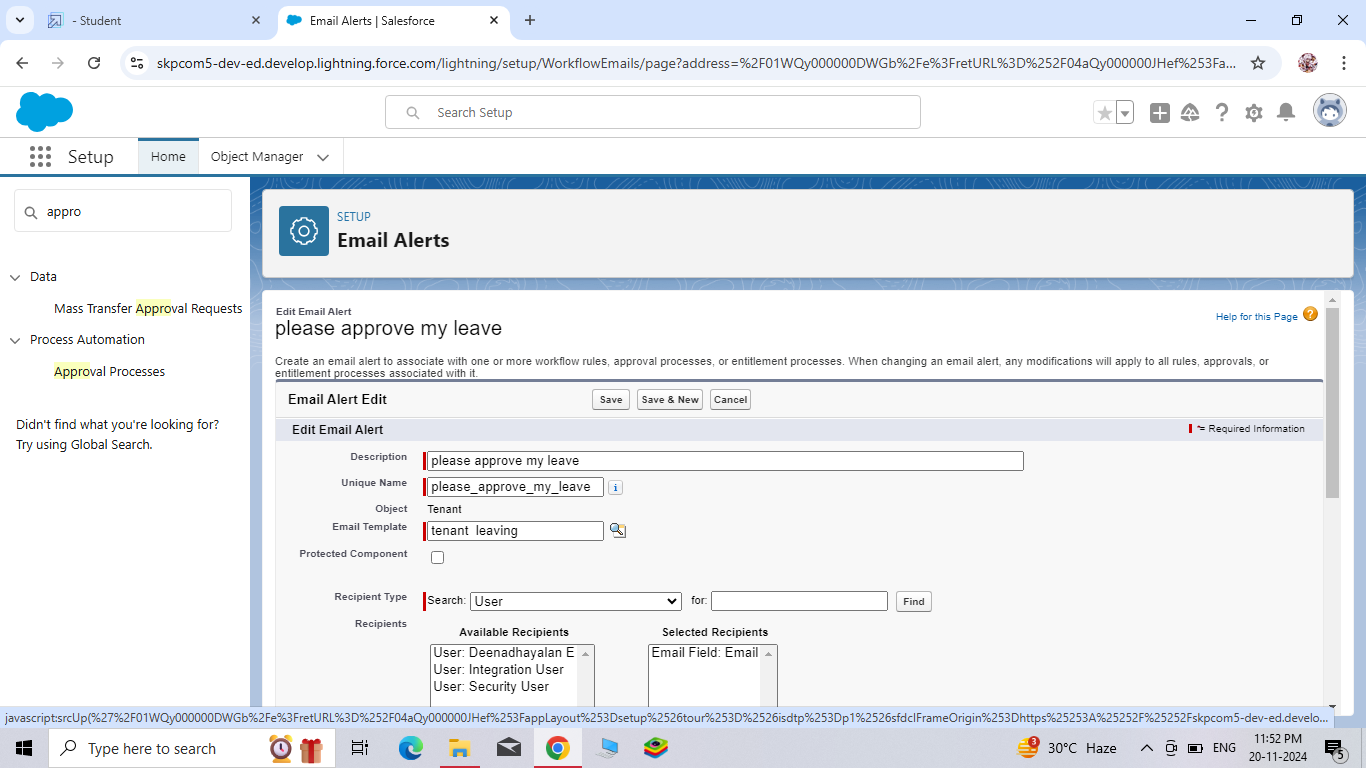 - Student
Email Alerts | Salesforce
skpcom5-dev-ed.develop.lightning.force.com/lightning/setup/WorkflowEmails/page?address=%2F01WQy000000DWGb%2Fe%3FretURL%3D%252F04aQy000000JHef%253Fa...
Search Setup
Setup
Home
Object Manager
appro
Data
Mass Transfer Approval Requests
Process Automation
Approval Processes
Didn't find what you're looking for?
Try using Global Search.
SETUP
Email Alerts
Edit Email Alert
please approve my leave
Help for this Page ?
Create an email alert to associate with one or more workflow rules, approval processes, or entitlement processes. When changing an email alert, any modifications will apply to all rules, approvals, or
entitlement processes associated with it.
Email Alert Edit
Save
Save & New
Cancel
Edit Email Alert
*= Required Information
Description
please approve my leave
Unique Name
please_approve_my_leave
i
Object
Tenant
Email Template
tenant leaving
Protected Component
Recipient Type
Search:
User
for:
Find
Recipients
Available Recipients
Selected Recipients
User: Deenadhayalan E
User: Integration User
User: Security User
Email Field: Email
javascript:srcUp(%27%2F01WQy000000DWGb%2Fe%3FretURL%3D%252F04aQy000000JHef%253FappLayout%253Dsetup%2526tour%253D%2526isdtp%253Dp1%2526sfdcIFrameOrigin%253Dhttps%25253A%25252F%25252Fskpcom5-dev-ed.develo...
Type here to search
3
30°C Haze
ENG
11:52 PM
20-11-2024
5